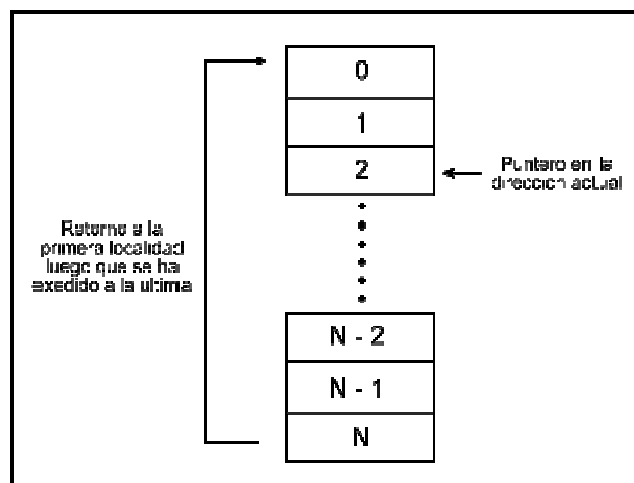 0
1
2
Puntero en la
direccion actual
Retorno a la
primera localidad
luego que se ha
exedido a la ultima
N - 2
N - 1
N